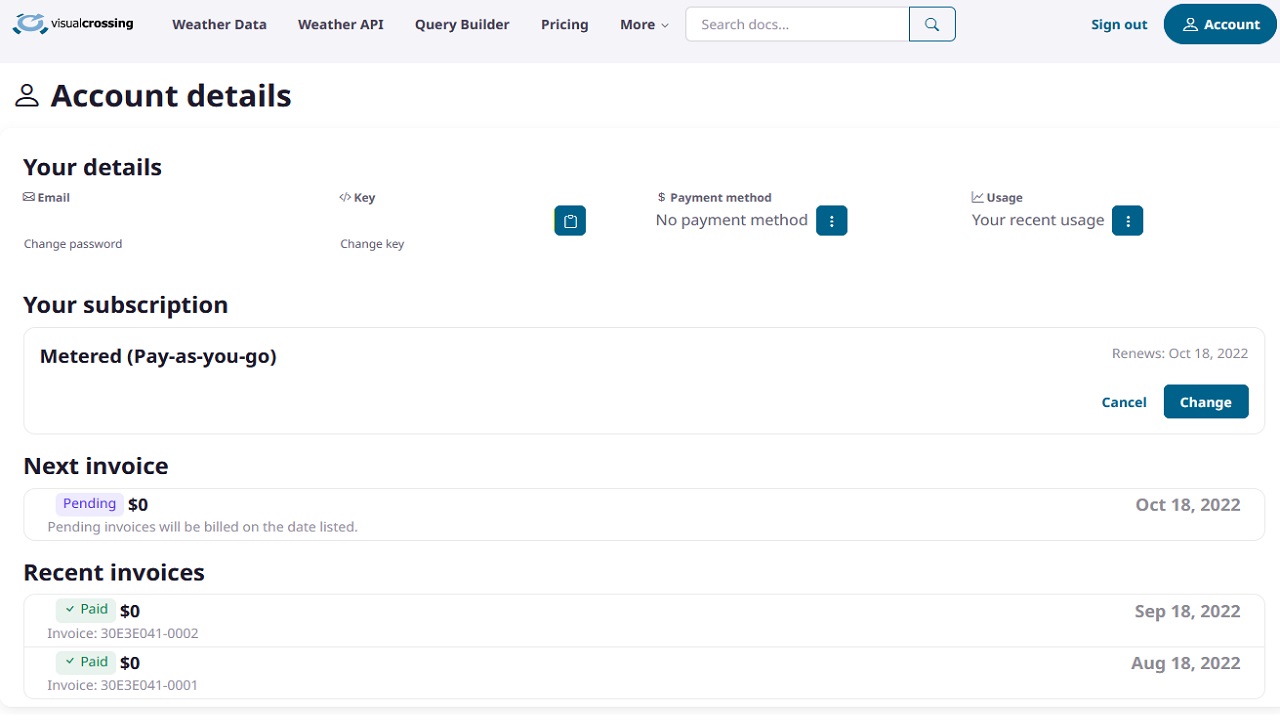 visualcrossing Weather Data Weather API Query Builder Pricing More Search docs... Sign out Account
Account details
Your details
Email Key $ Payment method Usage
No payment method Your recent usage
Change password Change key
Your subscription
Metered (Pay-as-you-go) Renews: Oct 18, 2022
Cancel Change
Next invoice
Pending $0 Oct 18, 2022
Pending invoices will be billed on the date listed.
Recent invoices
Paid $0 Sep 18, 2022
Invoice: 30E3E041-0002
Paid $0 Aug 18, 2022
Invoice: 30E3E041-0001